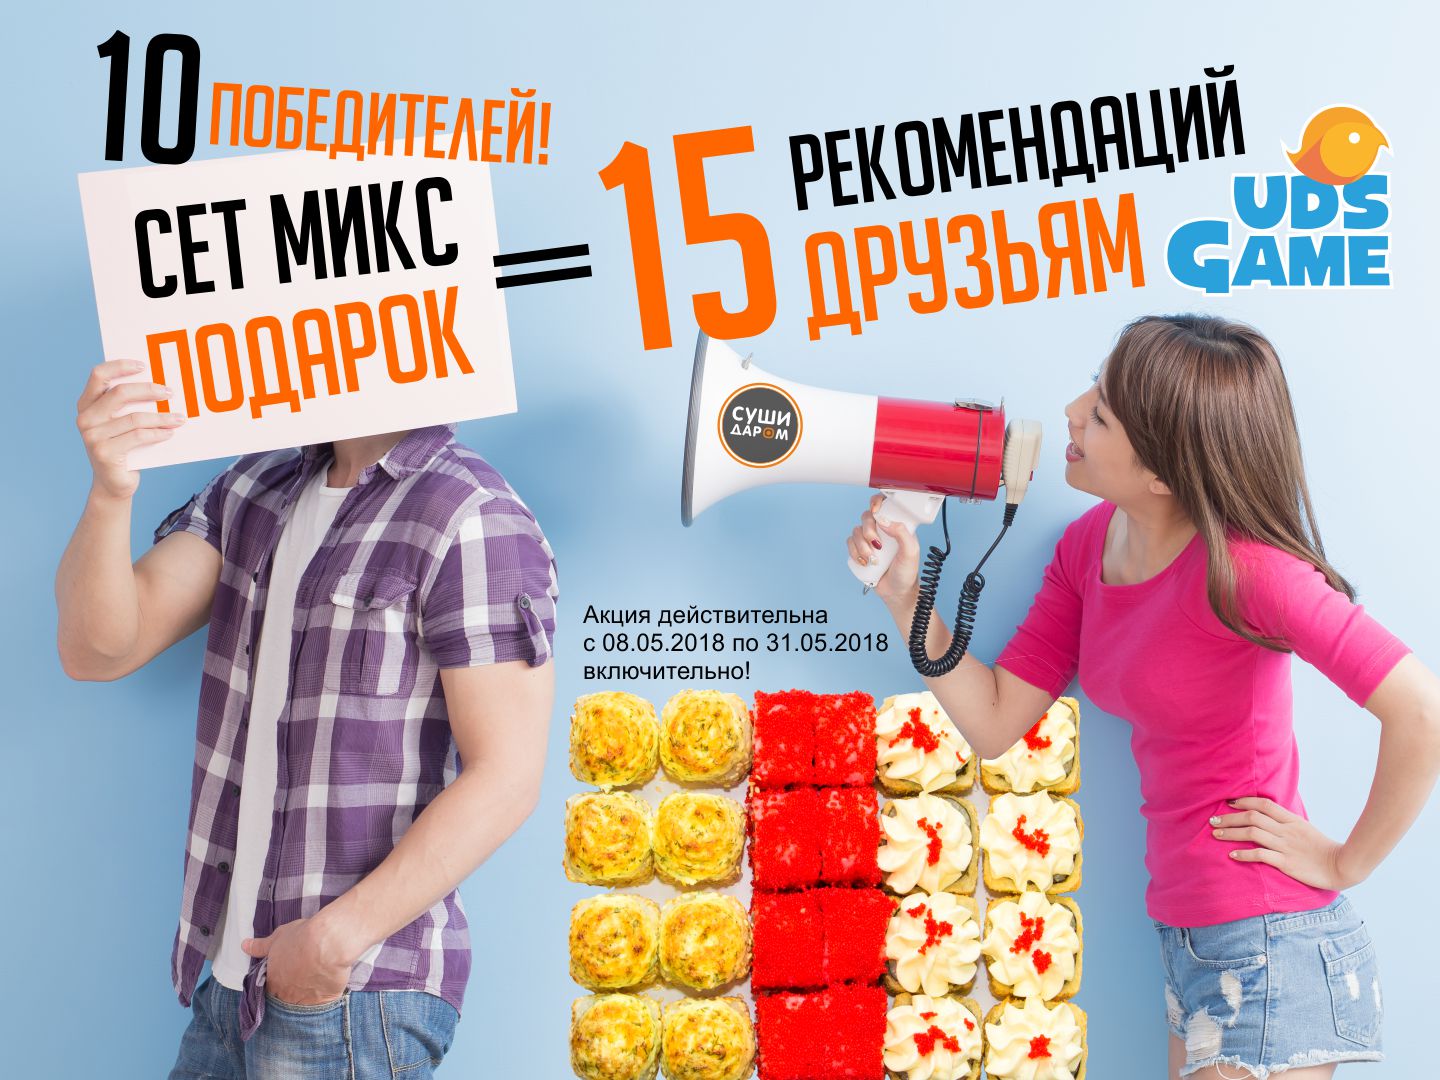 10 ПОБЕДИТЕЛЕЙ!
СЕТ МИКС
ПОДАРОК
=
15 РЕКОМЕНДАЦИЙ
ДРУЗЬЯМ
UDS
GAME
СУШИ
ДАРОМ
Акция действительна
с 08.05.2018 по 31.05.2018
включительно!